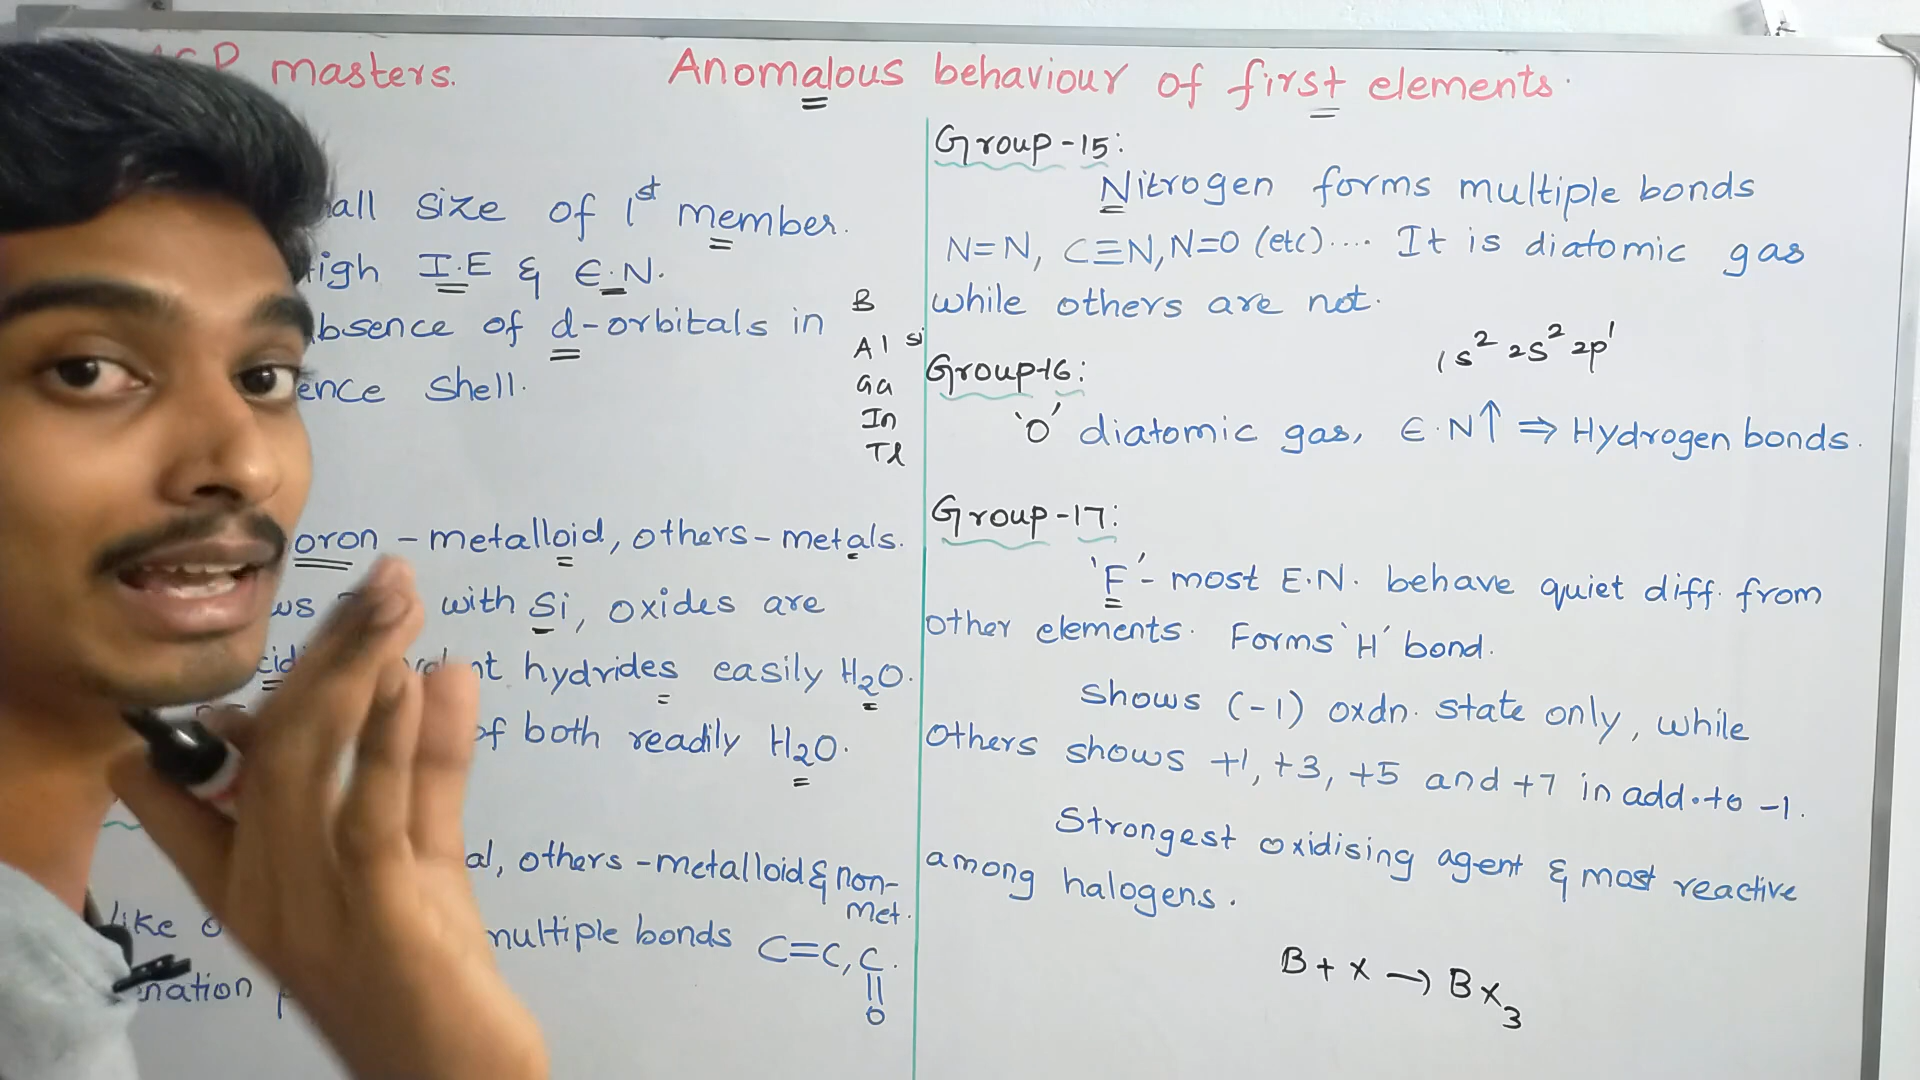 masters.
Anomalous behaviour of first elements.
size of 1st member.
I.E & E.N.
of d-orbitals in
shell.
B
Al Si
Ga
In
Tl
oron - metalloid, others - metals.
with Si, oxides are
hydrides easily H2O.
of both readily H2O.
al, others - metalloid & non-
met.
like
multiple bonds C=C, C.
||
O
nation
Group - 15:
Nitrogen forms multiple bonds
N=N, C≡N, N=O (etc).... It is diatomic gas
while others are not.
1s2 2s2 2p1
Group-16:
'O' diatomic gas, E.N↑ ⇒ Hydrogen bonds.
Group - 17:
'F' - most E.N. behave quiet diff. from
other elements. Forms 'H' bond.
shows (-1) oxdn. state only, while
others shows +1, +3, +5 and +7 in add. to -1.
Strongest oxidising agent & most reactive
among halogens.
B + x → Bx3